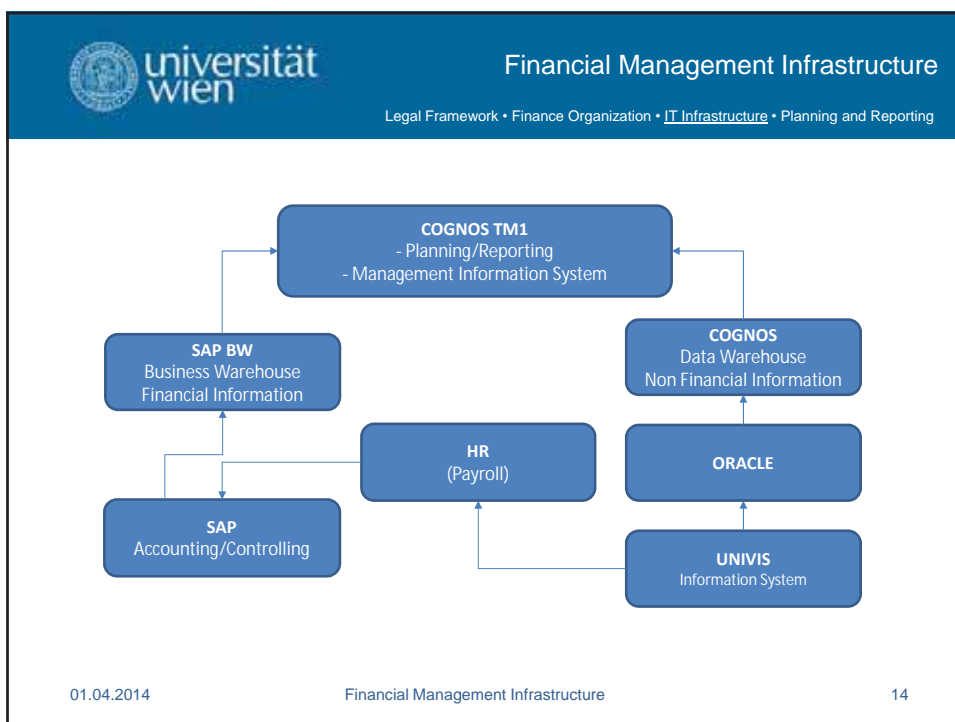 universität
wien
Financial Management Infrastructure
Legal Framework • Finance Organization • IT Infrastructure • Planning and Reporting
COGNOS TM1
- Planning/Reporting
- Management Information System
SAP BW
Business Warehouse
Financial Information
COGNOS
Data Warehouse
Non Financial Information
HR
(Payroll)
ORACLE
SAP
Accounting/Controlling
UNIVIS
Information System
01.04.2014
Financial Management Infrastructure
14